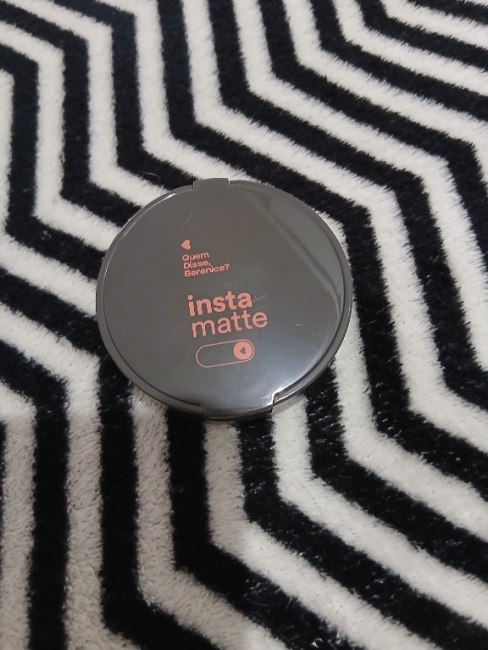 Quem
Disse,
Berenice?
insta
matte